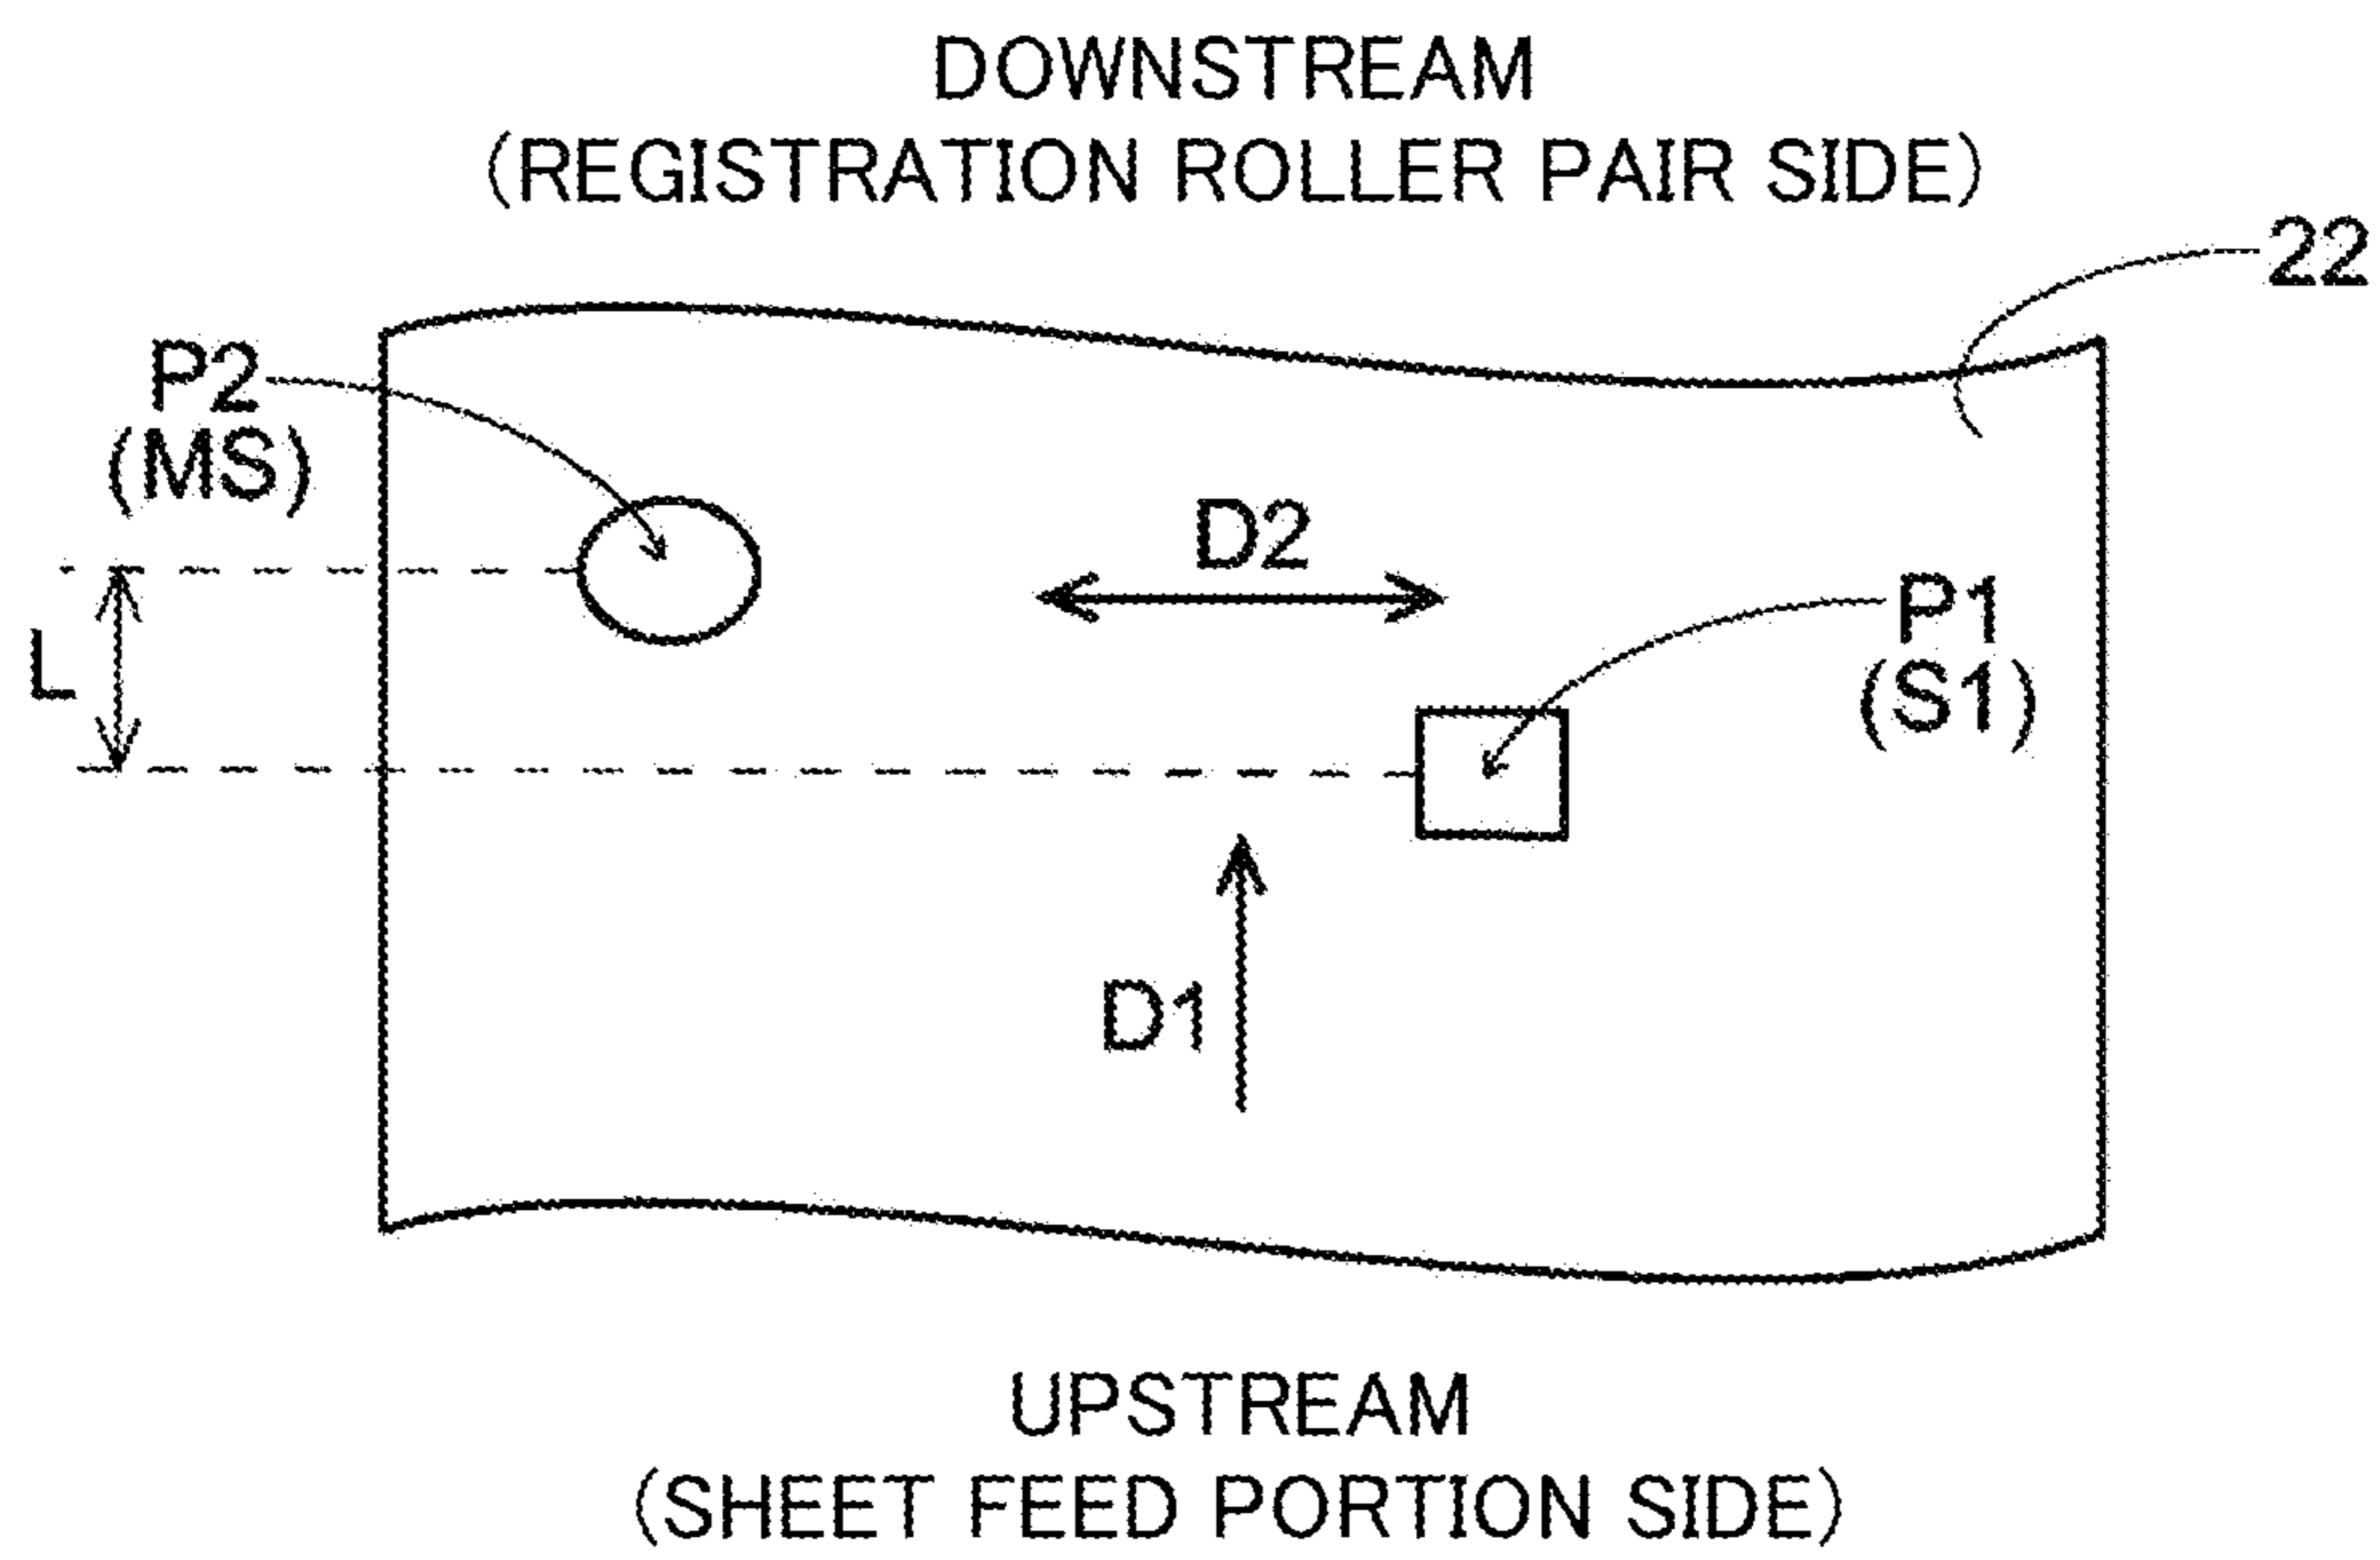 DOWNSTREAM
(REGISTRATION ROLLER PAIR SIDE)
22
P2
(MS)
D2
P1
(S1)
L
D1
UPSTREAM
(SHEET FEED PORTION SIDE)